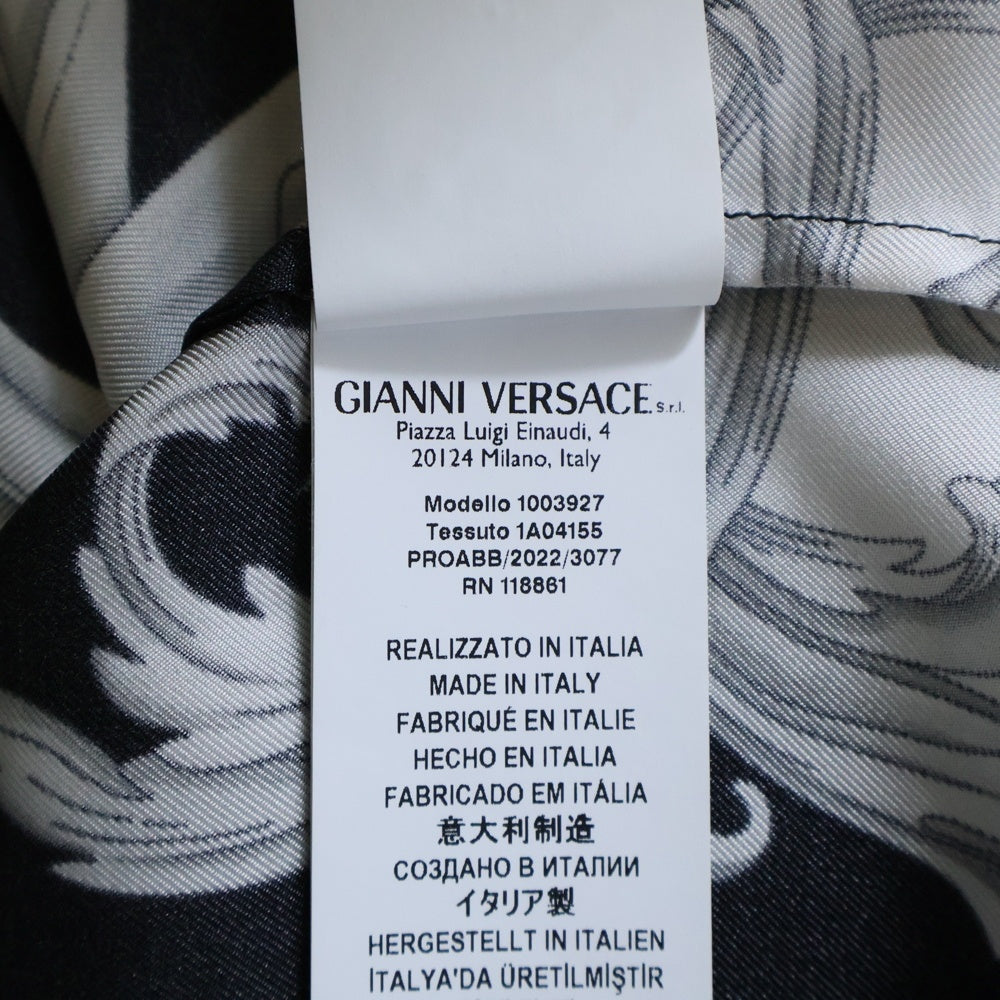 GIANNI VERSACE S.r.l.
Piazza Luigi Einaudi, 4
20124 Milano, Italy
Modello 1003927
Tessuto 1A04155
PROABB/2022/3077
RN 118861
REALIZZATO IN ITALIA
MADE IN ITALY
FABRIQUÉ EN ITALIE
HECHO EN ITALIA
FABRICADO EM ITÁLIA
意大利制造
СОЗДАНО В ИТАЛИИ
イタリア製
HERGESTELLT IN ITALIEN
İTALYA'DA ÜRETİLMİŞTİR